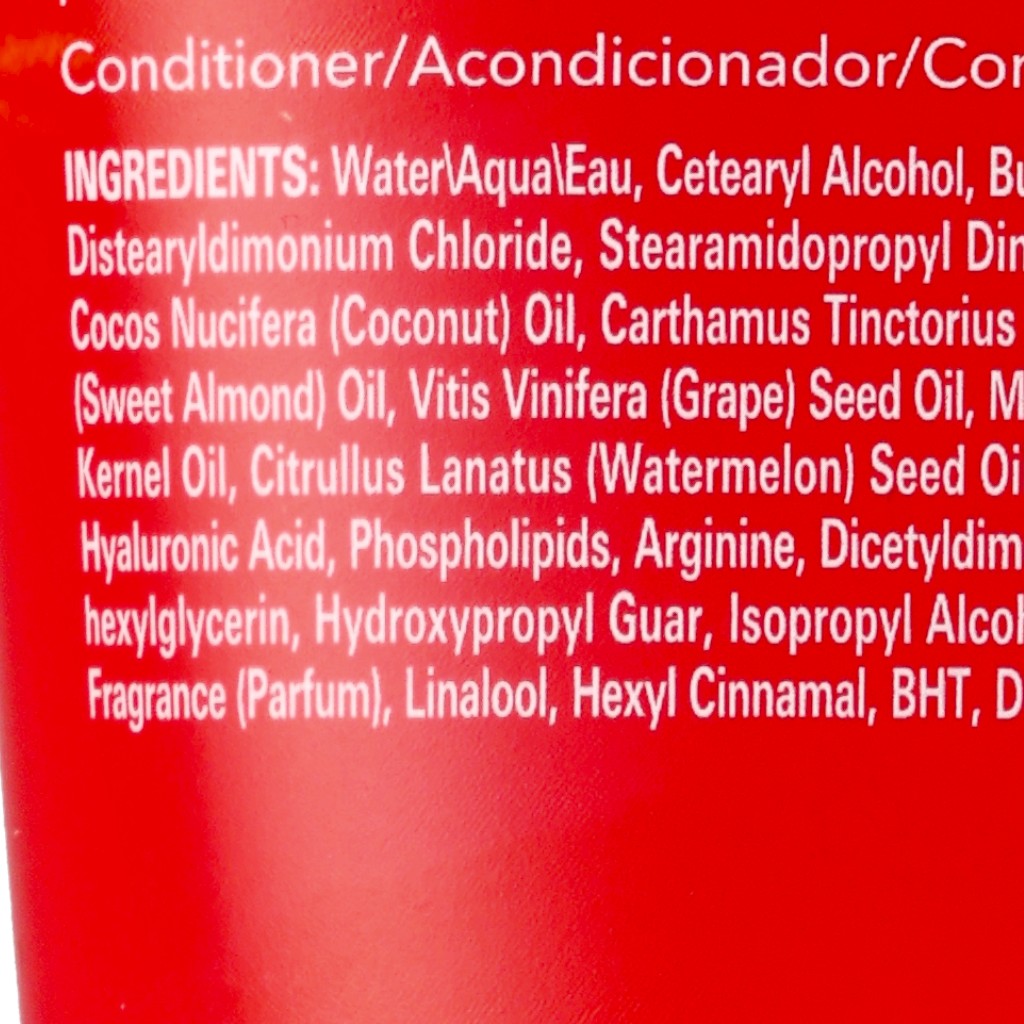 Conditioner/Acondicionador/Con
INGREDIENTS: Water\Aqua\Eau, Cetearyl Alcohol, Bu
Distearyldimonium Chloride, Stearamidopropyl Dim
Cocos Nucifera (Coconut) Oil, Carthamus Tinctorius
(Sweet Almond) Oil, Vitis Vinifera (Grape) Seed Oil, M
Kernel Oil, Citrullus Lanatus (Watermelon) Seed Oi
Hyaluronic Acid, Phospholipids, Arginine, Dicetyldim
hexylglycerin, Hydroxypropyl Guar, Isopropyl Alcoh
Fragrance (Parfum), Linalool, Hexyl Cinnamal, BHT, D